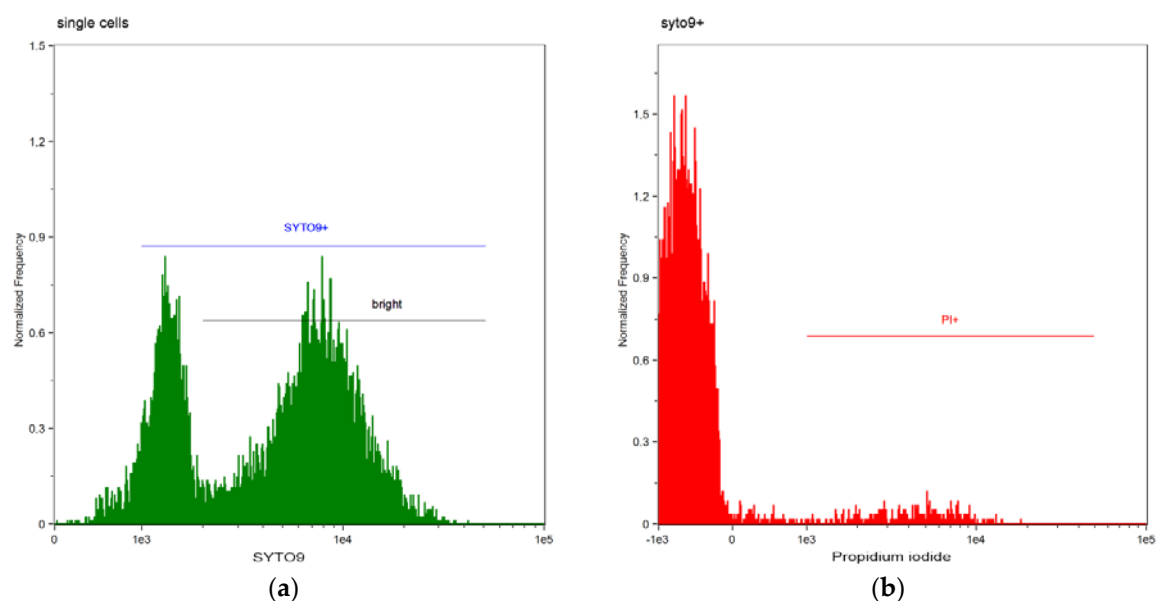 single cells
1.5
1.2
0.9
0.6
0.3
0
Normalized Frequency
SYTO9+
bright
0
1e3
1e4
1e5
SYTO9
(a)
syto9+
1.5
1.2
0.9
0.6
0.3
0
Normalized Frequency
PI+
-1e3
0
1e3
1e4
1e5
Propidium iodide
(b)